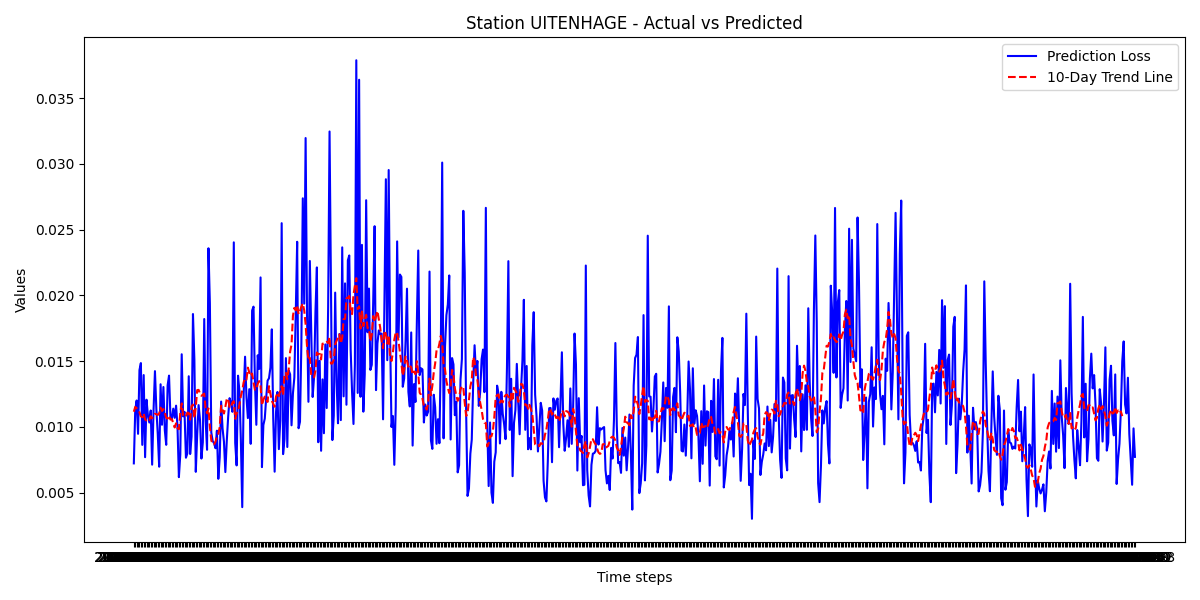 Station UITENHAGE - Actual vs Predicted
Prediction Loss
10-Day Trend Line
Values
0.035
0.030
0.025
0.020
0.015
0.010
0.005
Time steps